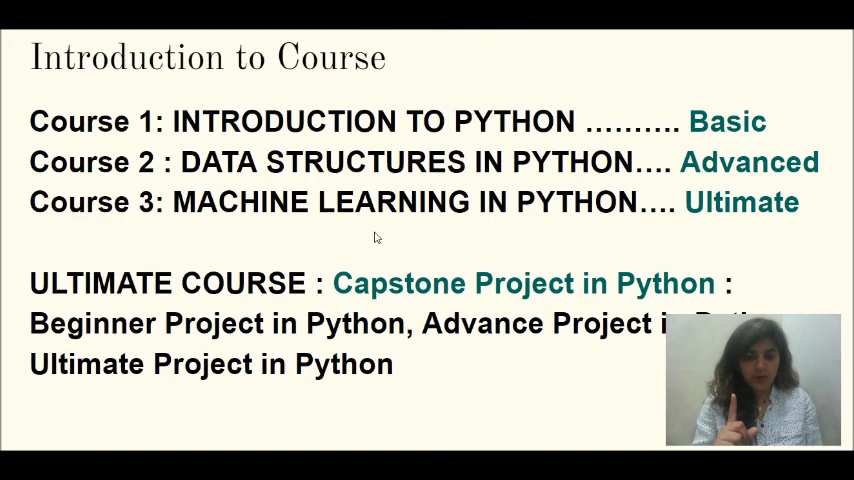 Introduction to Course
Course 1: INTRODUCTION TO PYTHON .......... Basic
Course 2 : DATA STRUCTURES IN PYTHON.... Advanced
Course 3: MACHINE LEARNING IN PYTHON.... Ultimate
ULTIMATE COURSE : Capstone Project in Python :
Beginner Project in Python, Advance Project
Ultimate Project in Python